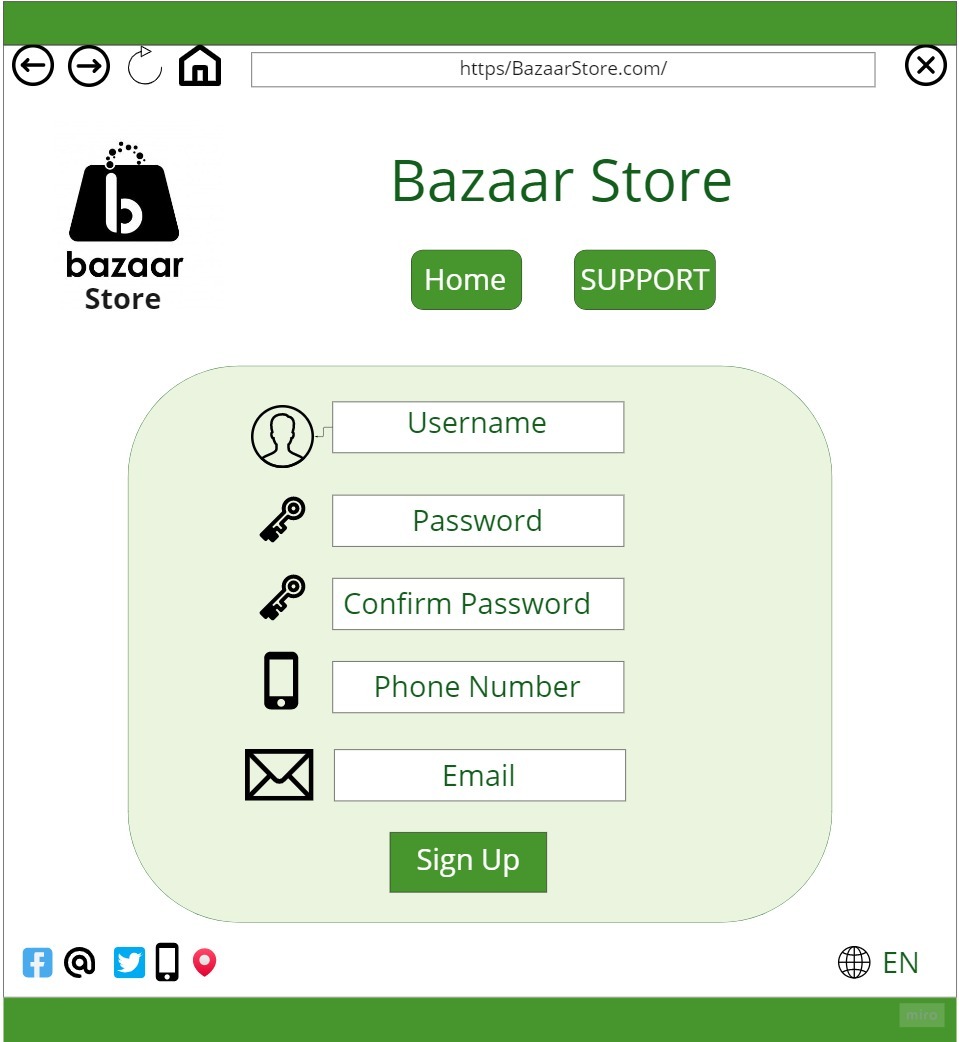 https/BazaarStore.com/
b
bazaar
Store
Bazaar Store
Home
SUPPORT
Username
Password
Confirm Password
Phone Number
Email
Sign Up
EN
miro